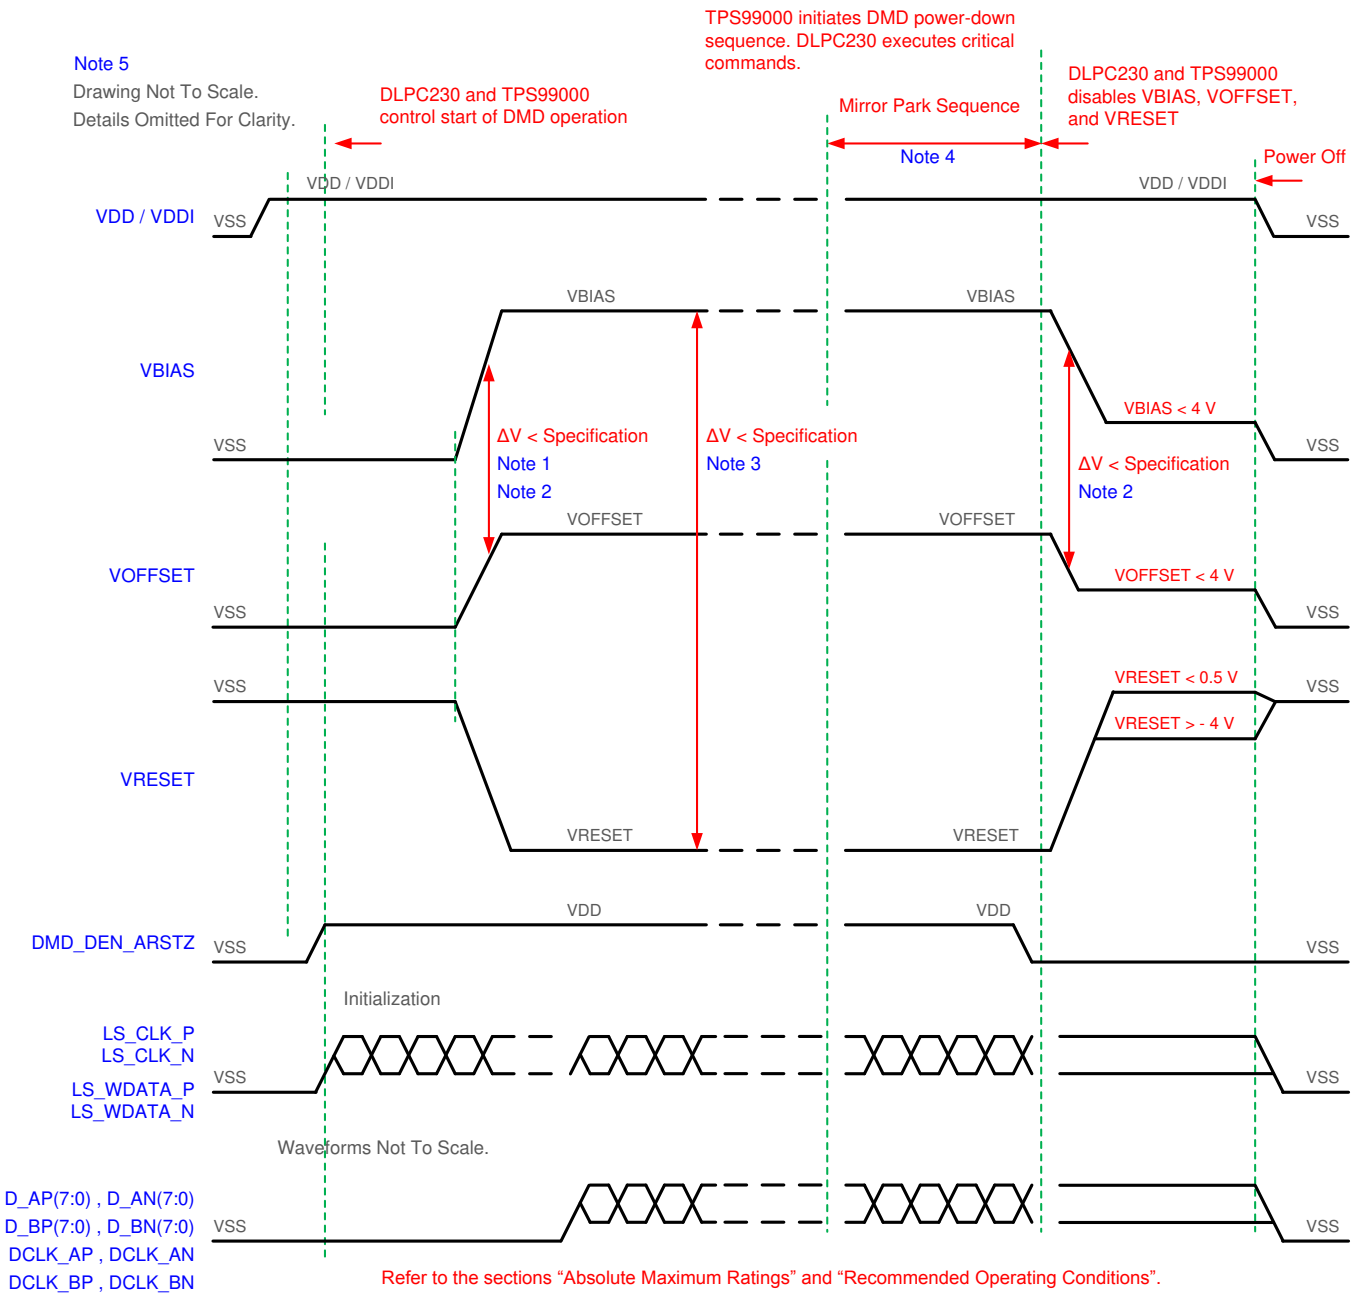 TPS99000 initiates DMD power-down
sequence. DLPC230 executes critical
commands.
Note 5
Drawing Not To Scale.
Details Omitted For Clarity.
DLPC230 and TPS99000
control start of DMD operation
Mirror Park Sequence
Note 4
DLPC230 and TPS99000
disables VBIAS, VOFFSET,
and VRESET
Power Off
VDD / VDDI
VSS
VDD / VDDI
VDD / VDDI
VSS
VBIAS
VSS
VBIAS
VBIAS
VBIAS < 4 V
VSS
ΔV < Specification
Note 1
Note 2
ΔV < Specification
Note 3
ΔV < Specification
Note 2
VOFFSET
VSS
VOFFSET
VOFFSET
VOFFSET < 4 V
VSS
VRESET
VSS
VRESET
VRESET
VRESET < 0.5 V
VRESET > - 4 V
VSS
DMD_DEN_ARSTZ
VSS
VDD
VDD
VSS
Initialization
LS_CLK_P
LS_CLK_N
LS_WDATA_P
LS_WDATA_N
VSS
VSS
Waveforms Not To Scale.
D_AP(7:0) , D_AN(7:0)
D_BP(7:0) , D_BN(7:0)
DCLK_AP , DCLK_AN
DCLK_BP , DCLK_BN
VSS
VSS
Refer to the sections “Absolute Maximum Ratings” and “Recommended Operating Conditions”.